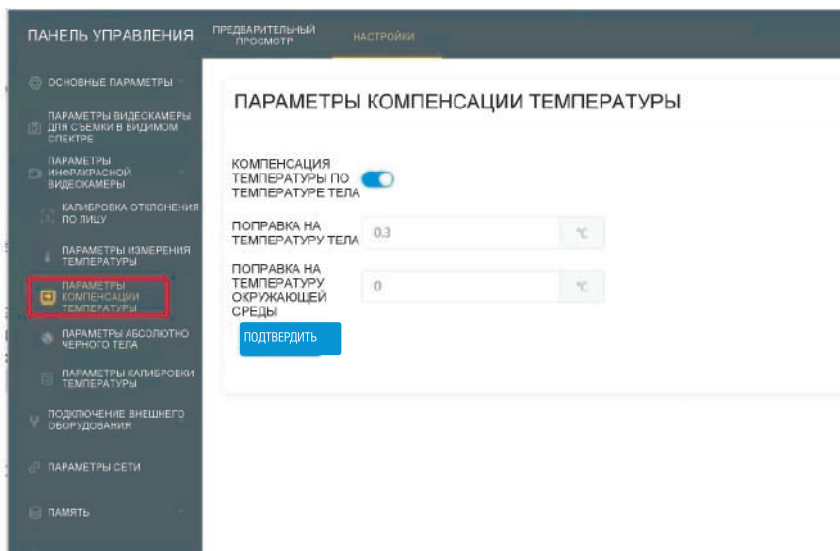 ПАНЕЛЬ УПРАВЛЕНИЯ
ПРЕДВАРИТЕЛЬНЫЙ
ПРОСМОТР
НАСТРОЙКИ
ОСНОВНЫЕ ПАРАМЕТРЫ
ПАРАМЕТРЫ ВИДЕОКАМЕРЫ
ДЛЯ СЪЕМКИ В ВИДИМОМ
СПЕКТРЕ
ПАРАМЕТРЫ
ИНФРАКРАСНОЙ
ВИДЕОКАМЕРЫ
КАЛИБРОВКА ОТКЛОНЕНИЯ
ПО ЛИЦУ
ПАРАМЕТРЫ ИЗМЕРЕНИЯ
ТЕМПЕРАТУРЫ
ПАРАМЕТРЫ
КОМПЕНСАЦИИ
ТЕМПЕРАТУРЫ
ПАРАМЕТРЫ АБСОЛЮТНО
ЧЕРНОГО ТЕЛА
ПАРАМЕТРЫ КАЛИБРОВКИ
ТЕМПЕРАТУРЫ
ПОДКЛЮЧЕНИЕ ВНЕШНЕГО
ОБОРУДОВАНИЯ
ПАРАМЕТРЫ СЕТИ
ПАМЯТЬ
ПАРАМЕТРЫ КОМПЕНСАЦИИ ТЕМПЕРАТУРЫ
КОМПЕНСАЦИЯ
ТЕМПЕРАТУРЫ ПО
ТЕМПЕРАТУРЕ ТЕЛА
ПОПРАВКА НА
ТЕМПЕРАТУРУ ТЕЛА
0.3 ℃
ПОПРАВКА НА
ТЕМПЕРАТУРУ
ОКРУЖАЮЩЕЙ
СРЕДЫ
0 ℃
ПОДТВЕРДИТЬ